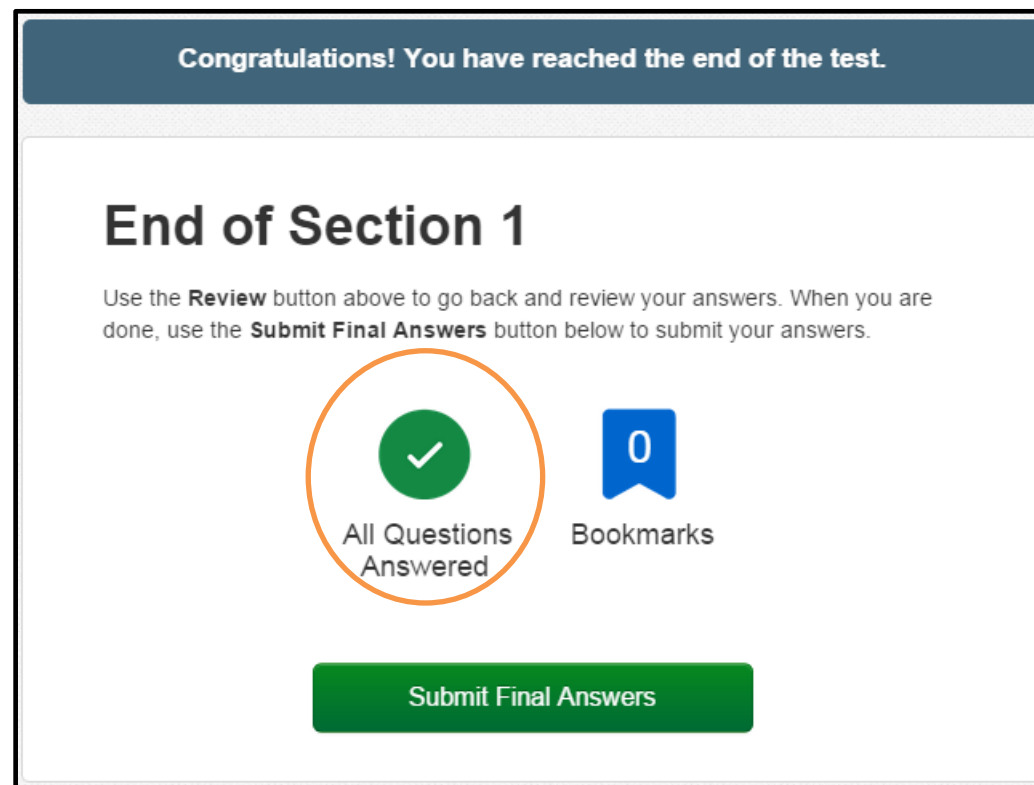 Congratulations! You have reached the end of the test.
End of Section 1
Use the Review button above to go back and review your answers. When you are
done, use the Submit Final Answers button below to submit your answers.
0
All Questions
Answered
Bookmarks
Submit Final Answers